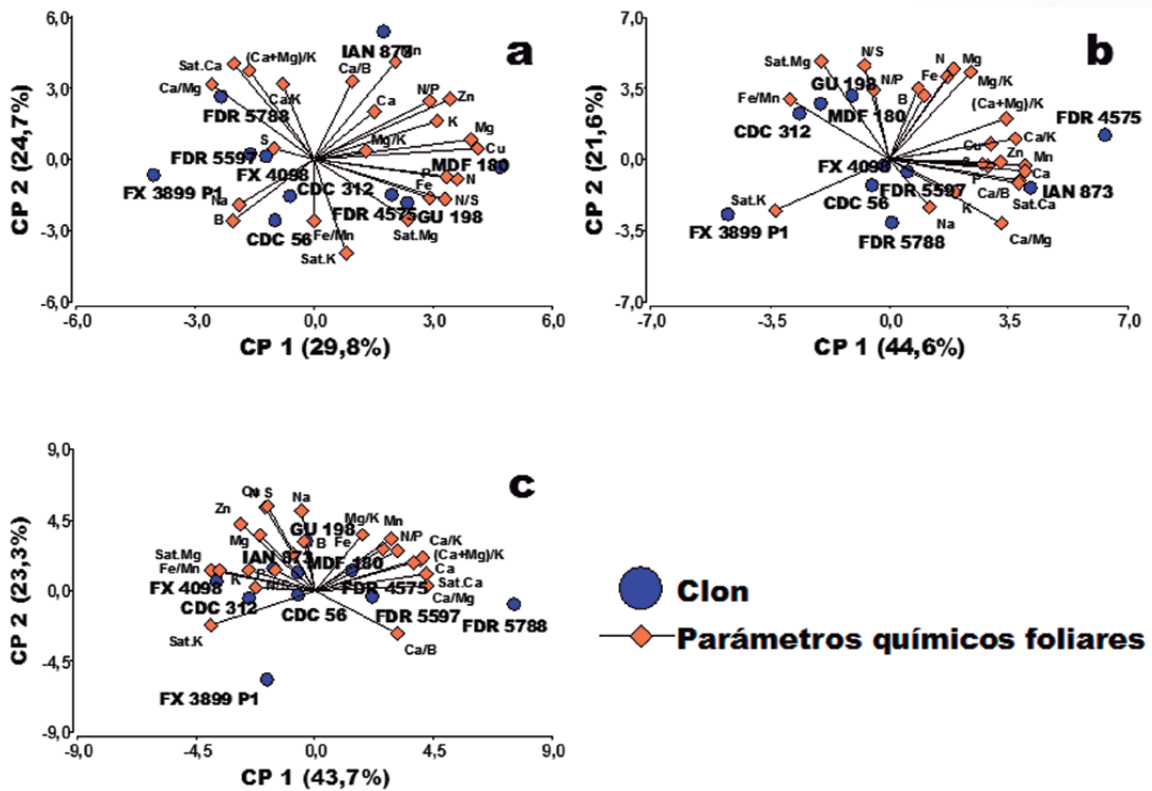 6,0
IAN 873
Mn
a
Sat.Ca
(Ca+Mg)/K
Ca/Mg
Ca/K
Ca/B
3,0
N/P
Zn
FDR 5788
Ca
K
S
Mg/K
Mg
Cu
CP 2 (24,7%)
0,0
FDR 5597
FX 4098
MDF 180
P
N
FX 3899 P1
CDC 312
Fe
Na
FDR 4575
GU 198
N/S
B
CDC 56
Fe/Mn
Sat.Mg
-3,0
Sat.K
-6,0
-6,0 -3,0 0,0 3,0 6,0
CP 1 (29,8%)
7,0
b
Sat.Mg
N/S
N
Mg
GU 198
N/P
Fe
Mg/K
3,5
Fe/Mn
B
MDF 180
(Ca+Mg)/K
FDR 4575
CDC 312
Cu
Ca/K
CP 2 (21,6%)
0,0
FX 4098
Zn
Mn
P
Ca
Sat.K
CDC 56
FDR 5597
Ca/B
IAN 873
K
Sat.Ca
FX 3899 P1
Na
FDR 5788
Ca/Mg
-3,5
-7,0
-7,0 -3,5 0,0 3,5 7,0
CP 1 (44,6%)
9,0
c
Cu
N
S
Na
Zn
4,5
Mg
GU 198
Mg/K
Mn
B
Fe
N/P
Ca/K
Sat.Mg
IAN 873
MDF 180
(Ca+Mg)/K
Fe/Mn
K
P
Ca
CP 2 (23,3%)
0,0
FX 4098
FDR 4575
Sat.Ca
CDC 312
Ca/Mg
CDC 56
FDR 5597
FDR 5788
Sat.K
Ca/B
-4,5
FX 3899 P1
-9,0
-9,0 -4,5 0,0 4,5 9,0
CP 1 (43,7%)
Clon
Parámetros químicos foliares